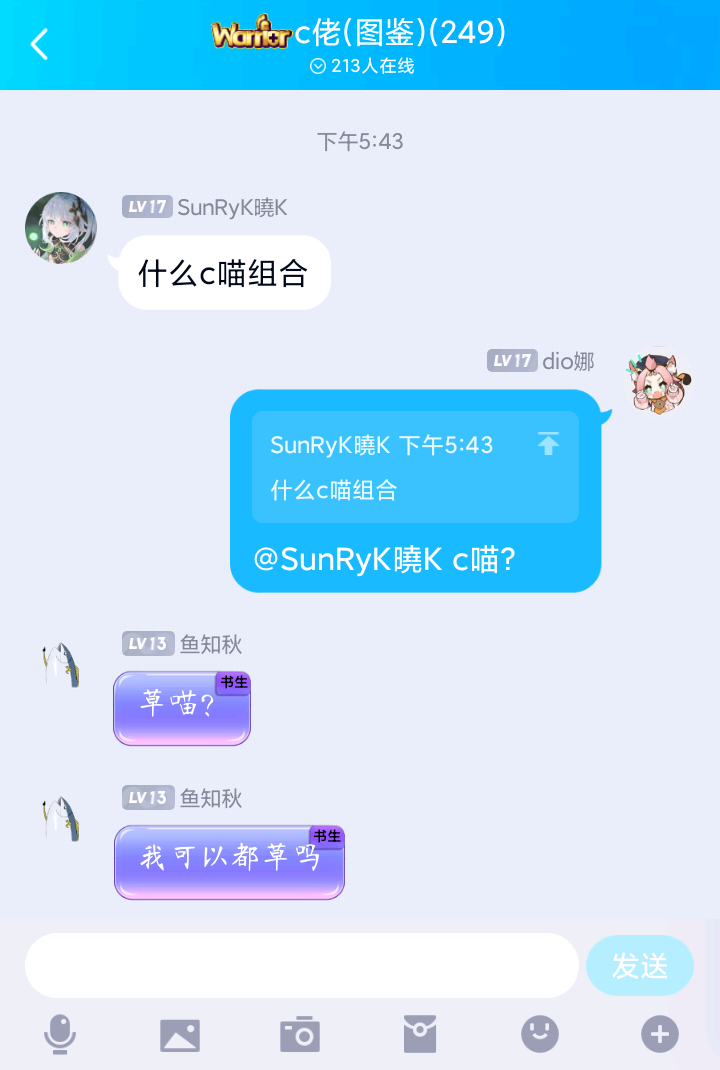 Warrior c佬(图鉴)(249)
213人在线
下午5:43
LV17 SunRyK曉K
什么c喵组合
LV17 dio娜
SunRyK曉K 下午5:43
什么c喵组合
@SunRyK曉K c喵?
LV13 鱼知秋
书生
草喵?
LV13 鱼知秋
书生
我可以都草吗
发送